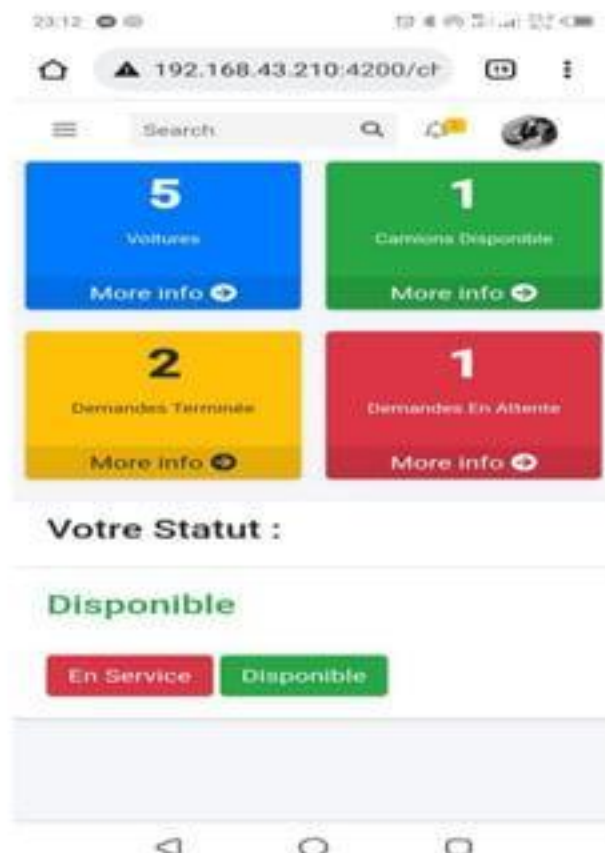 23:12
192.168.43.210:4200/ch
Search
5
Voitures
More info
1
Camions Disponible
More info
2
Demandes Terminée
More info
1
Demandes En Attente
More info
Votre Statut :
Disponible
En Service
Disponible